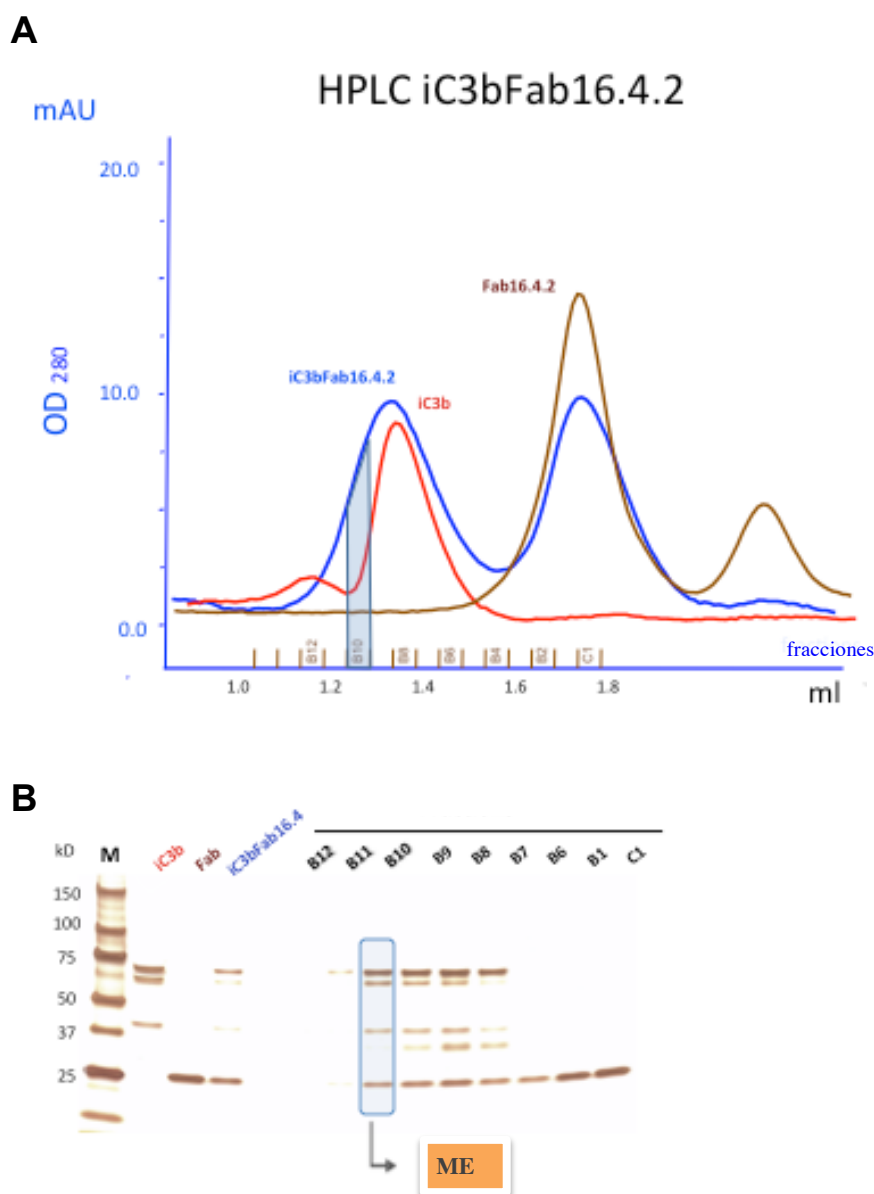 A
HPLC iC3bFab16.4.2
mAU
20.0
Fab16.4.2
iC3bFab16.4.2
iC3b
10.0
OD 280
0.0
B12
B10
B8
B6
B4
B2
C1
fracciones
1.0 1.2 1.4 1.6 1.8
ml
B
kD M iC3b Fab iC3bFab16.4 B12 B11 B10 B9 B8 B7 B6 B1 C1
150
100
75
50
37
25
ME